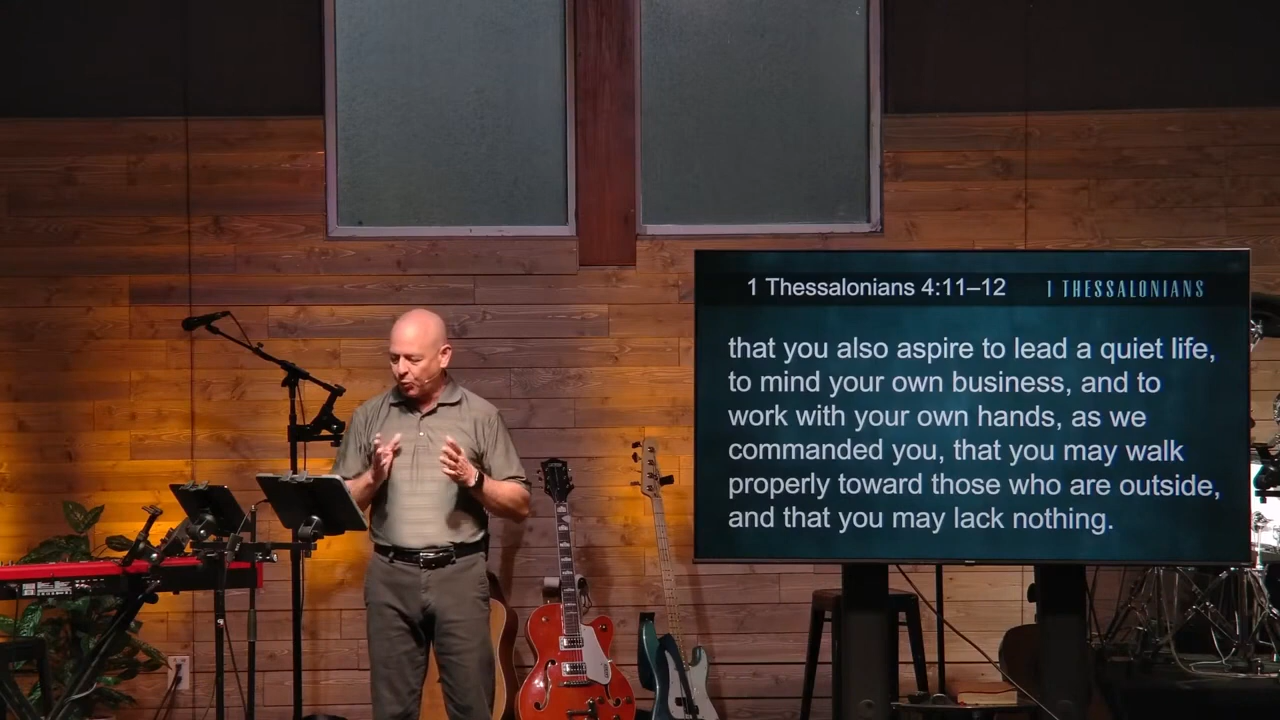 1 Thessalonians 4:11–12
1 THESSALONIANS
that you also aspire to lead a quiet life,
to mind your own business, and to
work with your own hands, as we
commanded you, that you may walk
properly toward those who are outside,
and that you may lack nothing.